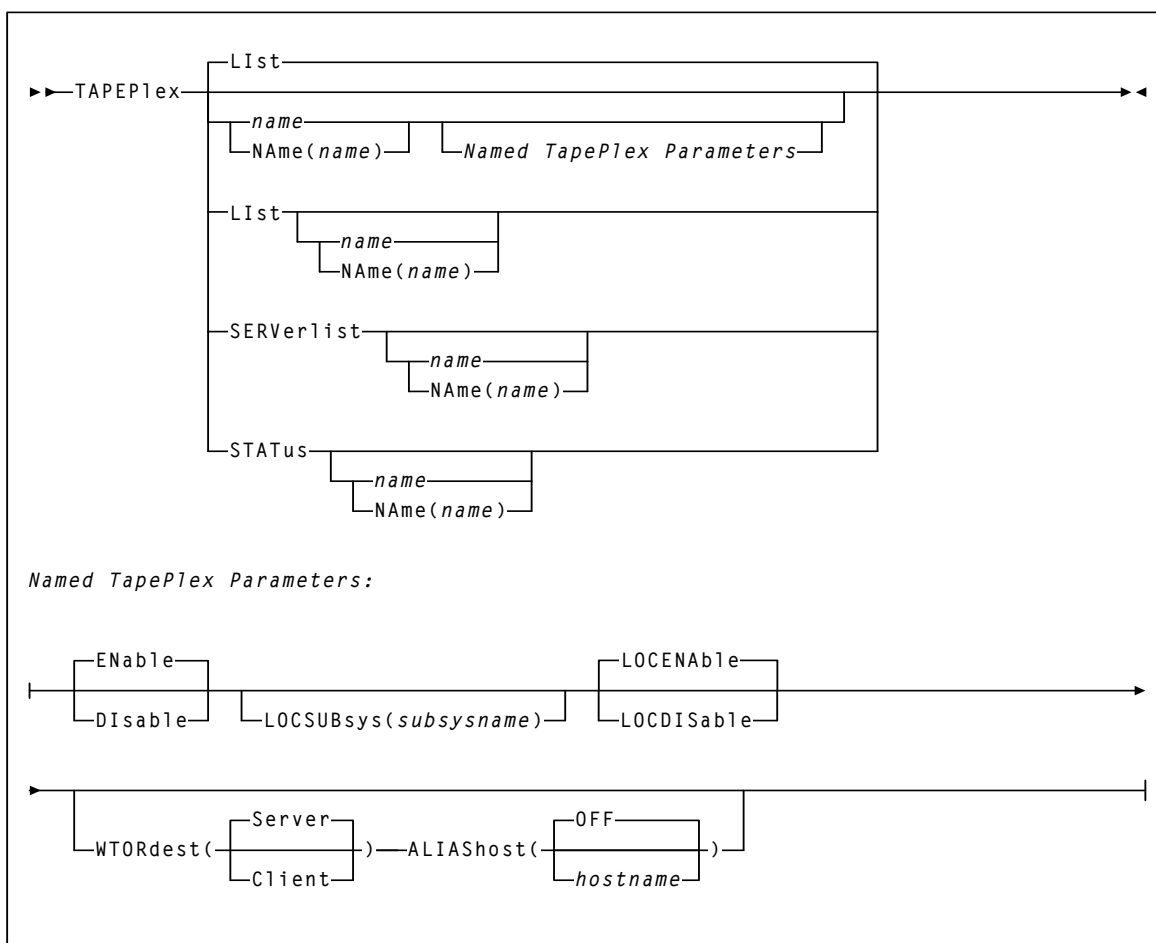 LIst
TAPEPlex
name
NAme(name)
Named TapePlex Parameters
LIst
name
NAme(name)
SERVerlist
name
NAme(name)
STATus
name
NAme(name)
Named TapePlex Parameters:
ENable
LOCENAble
DIsable
LOCSUBsys(subsysname)
LOCDISable
Server
OFF
WTORdest( ) ALIAShost( )
Client
hostname